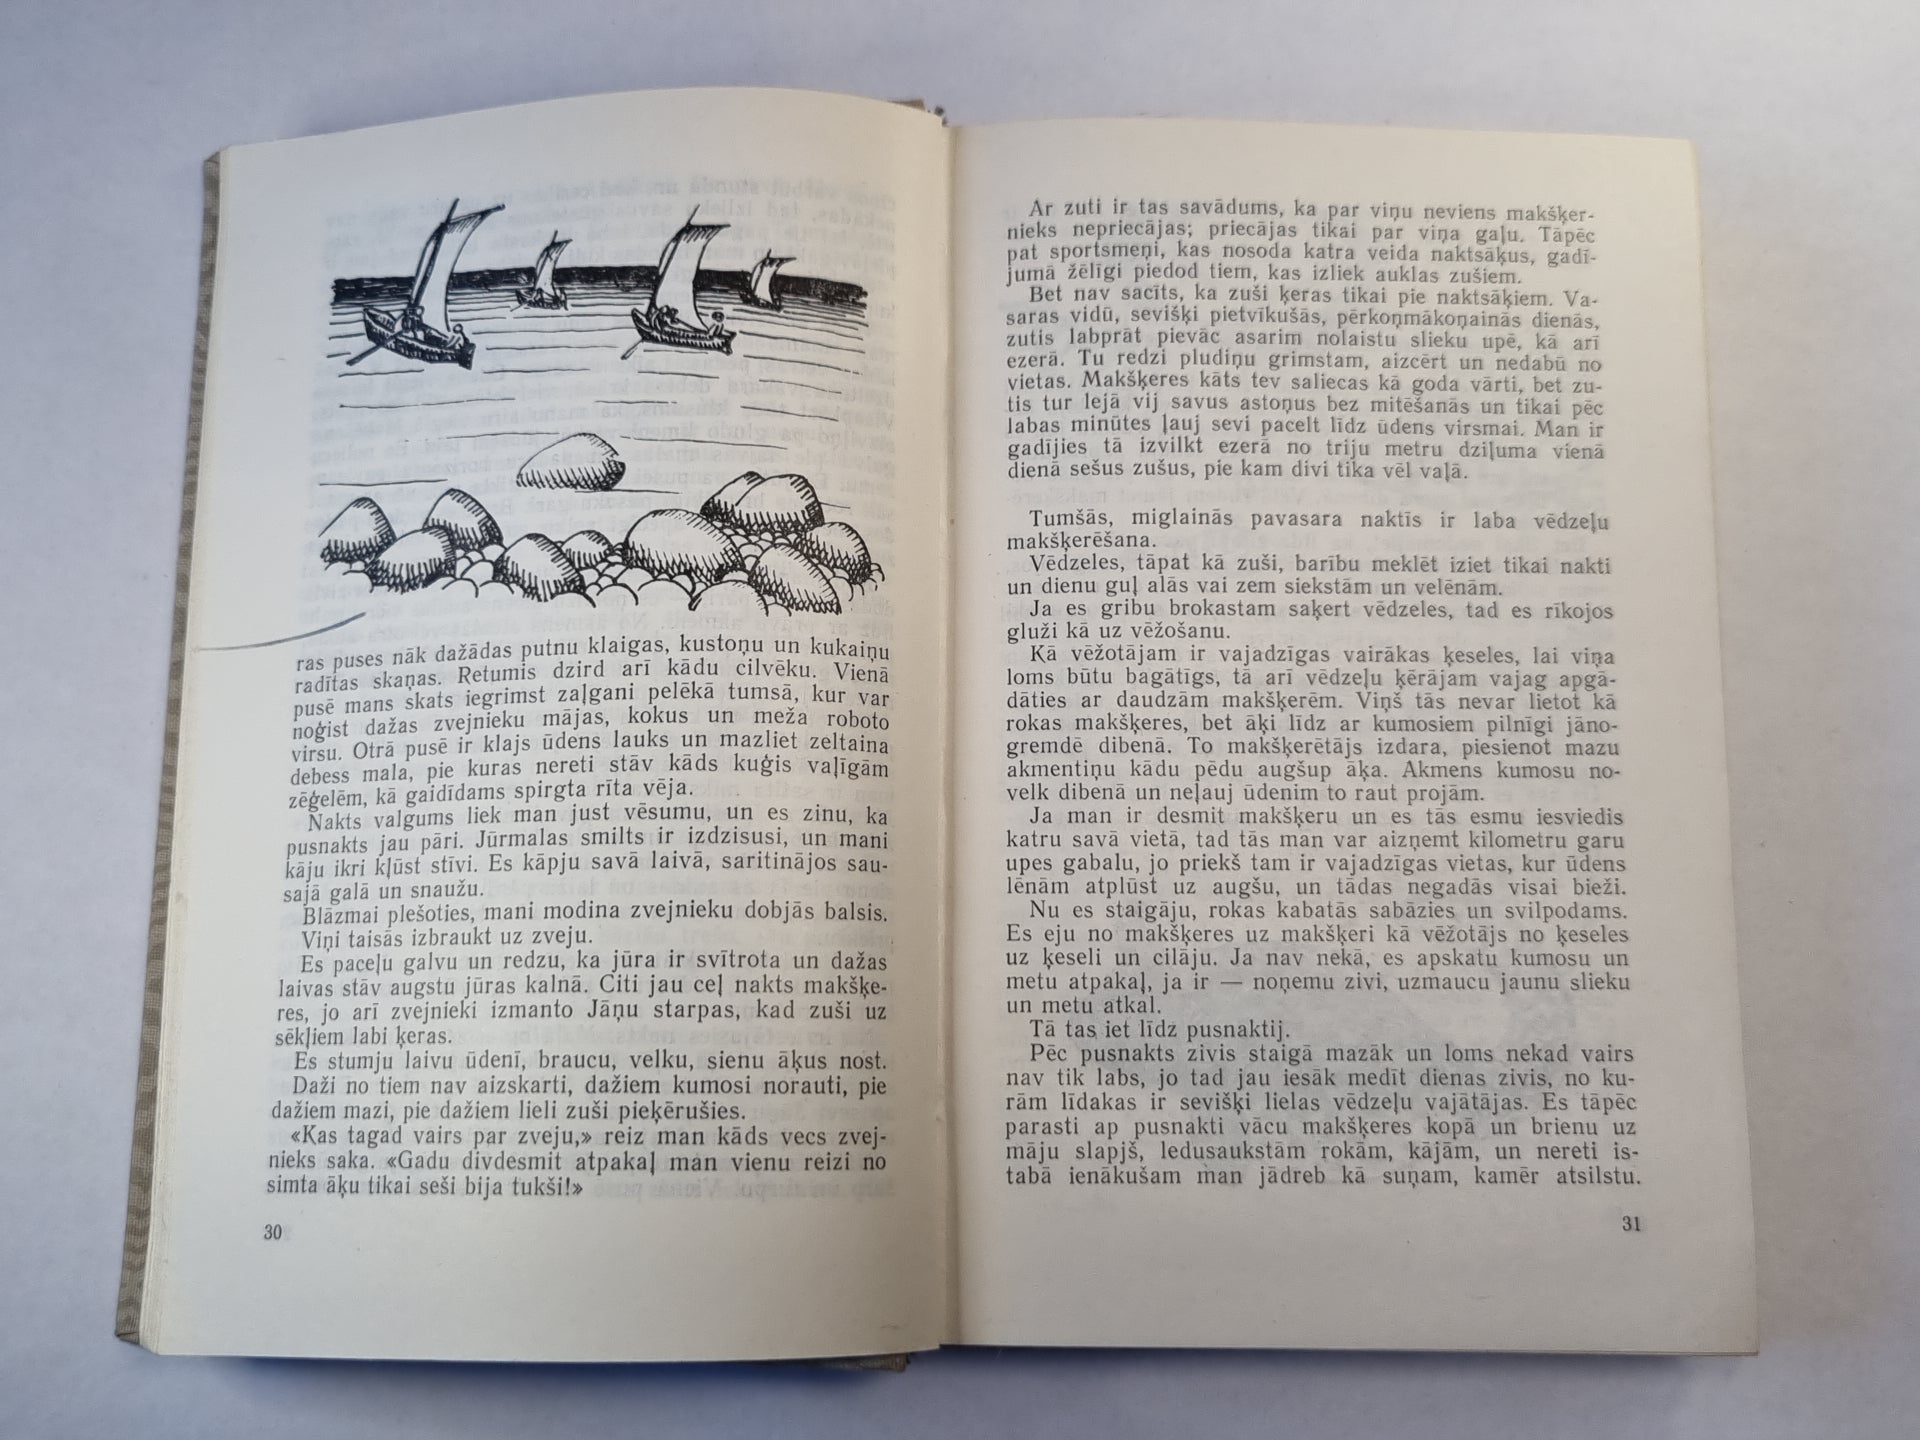 ras puses nāk dažādas putnu klaigas, kustoņu un kukaiņu
radītas skaņas. Retumis dzird arī kādu cilvēku. Vienā
pusē mans skats iegrimst zaļgani pelēkā tumsā, kur var
noģist dažas zvejnieku mājas, kokus un meža roboto
virsu. Otrā pusē ir klajs ūdens lauks un mazliet zeltaina
debess mala, pie kuras nereti stāv kāds kuģis vaļīgām
zēģelēm, kā gaidīdams spirgta rīta vēja.
Nakts valgums liek man just vēsumu, un es zinu, ka
pusnakts jau pāri. Jūrmalas smilts ir izdzisusi, un mani
kāju ikri kļūst stīvi. Es kāpju savā laivā, saritinājos sau-
sajā galā un snaužu.
Blāzmai plešoties, mani modina zvejnieku dobjās balsis.
Viņi taisās izbraukt uz zveju.
Es paceļu galvu un redzu, ka jūra ir svītrota un dažas
laivas stāv augstu jūras kalnā. Citi jau ceļ nakts makšķe-
res, jo arī zvejnieki izmanto Jāņu starpas, kad zuši uz
sēkļiem labi ķeras.
Es stumju laivu ūdenī, braucu, velku, sienu āķus nost.
Daži no tiem nav aizskarti, dažiem kumosi norauti, pie
dažiem mazi, pie dažiem lieli zuši pieķērušies.
«Kas tagad vairs par zveju,» reiz man kāds vecs zvej-
nieks saka. «Gadu divdesmit atpakaļ man vienu reizi no
simta āķu tikai seši bija tukši!»
30
Ar zuti ir tas savādums, ka par viņu neviens makšķer-
nieks nepriecājas; priecājas tikai par viņa gaļu. Tāpēc
pat sportsmeņi, kas nosoda katra veida naktsāķus, gadī-
jumā žēlīgi piedod tiem, kas izliek auklas zušiem.
Bet nav sacīts, ka zuši ķeras tikai pie naktsāķiem. Va-
saras vidū, sevišķi pietvīkušās, pērkoņmākoņainās dienās,
zutis labprāt pievāc asarim nolaistu slieku upē, kā arī
ezerā. Tu redzi pludiņu grimstam, aizcērt un nedabū no
vietas. Makšķeres kāts tev saliecas kā goda vārti, bet zu-
tis tur lejā vij savus astoņus bez mitēšanās un tikai pēc
labas minūtes ļauj sevi pacelt līdz ūdens virsmai. Man ir
gadījies tā izvilkt ezerā no triju metru dziļuma vienā
dienā sešus zušus, pie kam divi tika vēl vaļā.
Tumšās, miglainās pavasara naktīs ir laba vēdzeļu
makšķerēšana.
Vēdzeles, tāpat kā zuši, barību meklēt iziet tikai nakti
un dienu guļ alās vai zem siekstām un velēnām.
Ja es gribu brokastam saķert vēdzeles, tad es rīkojos
gluži kā uz vēžošanu.
Kā vēžotājam ir vajadzīgas vairākas ķeseles, lai viņa
loms būtu bagātīgs, tā arī vēdzeļu ķērājam vajag apgā-
dāties ar daudzām makšķerēm. Viņš tās nevar lietot kā
rokas makšķeres, bet āķi līdz ar kumosiem pilnīgi jāno-
gremdē dibenā. To makšķerētājs izdara, piesienot mazu
akmentiņu kādu pēdu augšup āķa. Akmens kumosu no-
velk dibenā un neļauj ūdenim to raut projām.
Ja man ir desmit makšķeru un es tās esmu iesviedis
katru savā vietā, tad tās man var aizņemt kilometru garu
upes gabalu, jo priekš tam ir vajadzīgas vietas, kur ūdens
lēnām atplūst uz augšu, un tādas negadās visai bieži.
Nu es staigāju, rokas kabatās sabāzies un svilpodams.
Es eju no makšķeres uz makšķeri kā vēžotājs no ķeseles
uz ķeseli un cilāju. Ja nav nekā, es apskatu kumosu un
metu atpakaļ, ja ir — noņemu zivi, uzmaucu jaunu slieku
un metu atkal.
Tā tas iet līdz pusnaktij.
Pēc pusnakts zivis staigā mazāk un loms nekad vairs
nav tik labs, jo tad jau iesāk medīt dienas zivis, no ku-
rām līdakas ir sevišķi lielas vēdzeļu vajātājas. Es tāpēc
parasti ap pusnakti vācu makšķeres kopā un brienu uz
māju slapjš, ledusaukstām rokām, kājām, un nereti is-
tabā ienākušam man jādreb kā suņam, kamēr atsilstu.
31